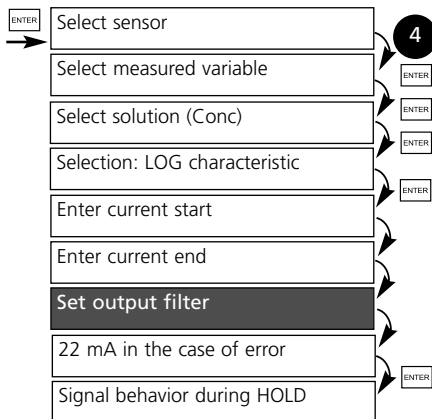 ENTER
Select sensor
4
Select measured variable
ENTER
ENTER
Select solution (Conc)
ENTER
Selection: LOG characteristic
ENTER
Enter current start
Enter current end
Set output filter
22 mA in the case of error
ENTER
Signal behavior during HOLD